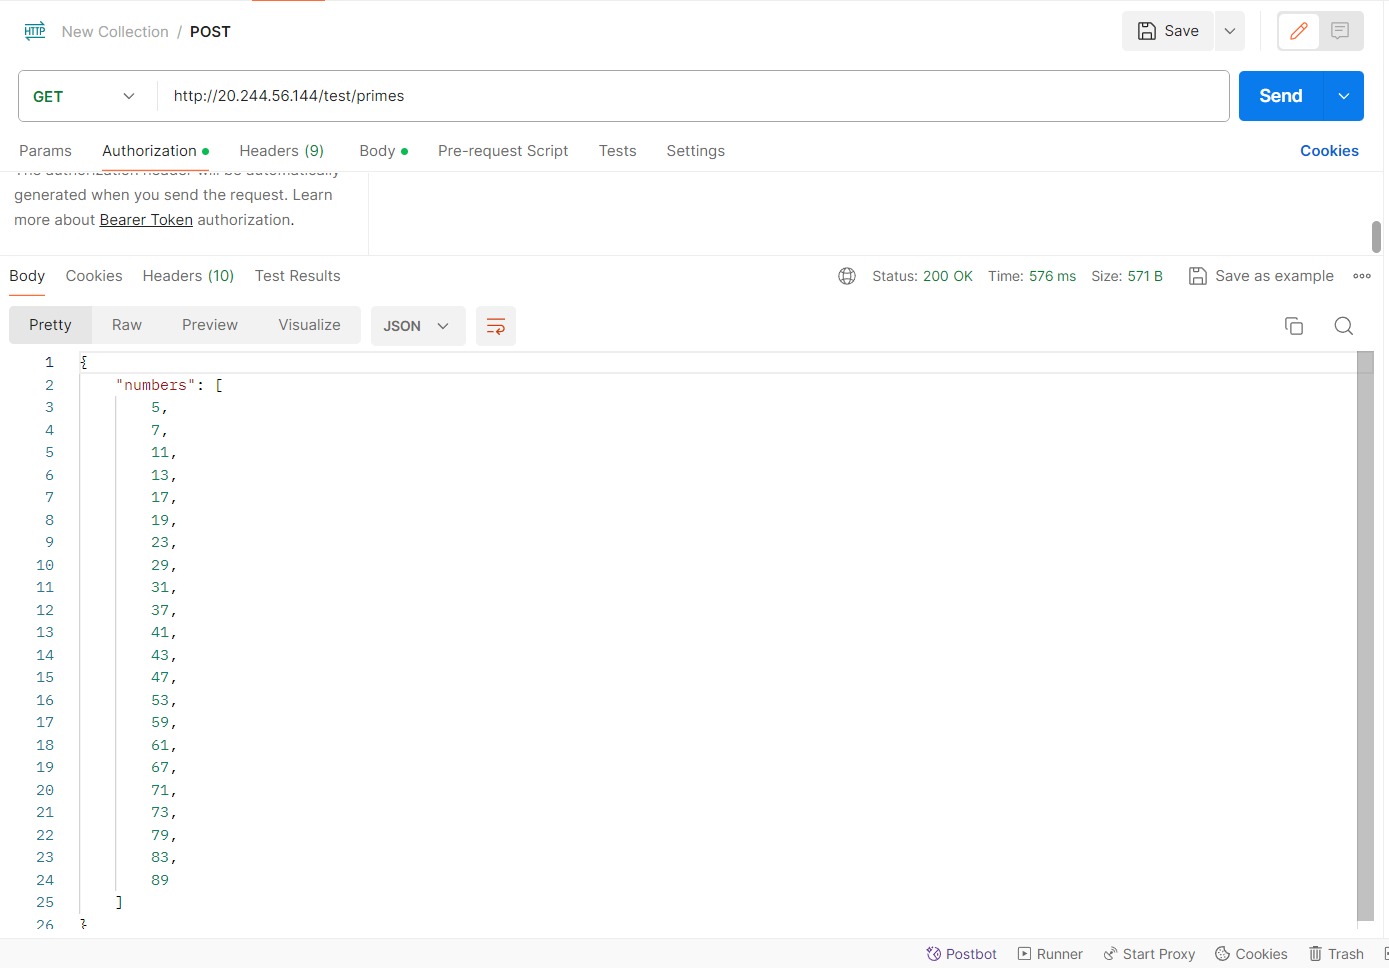 HTTP New Collection / POST Save
GET http://20.244.56.144/test/primes Send
Params Authorization Headers (9) Body Pre-request Script Tests Settings Cookies
The authorization header will be automatically
generated when you send the request. Learn
more about Bearer Token authorization.
Body Cookies Headers (10) Test Results Status: 200 OK Time: 576 ms Size: 571 B Save as example
Pretty Raw Preview Visualize JSON
1 {
2 "numbers": [
3 5,
4 7,
5 11,
6 13,
7 17,
8 19,
9 23,
10 29,
11 31,
12 37,
13 41,
14 43,
15 47,
16 53,
17 59,
18 61,
19 67,
20 71,
21 73,
22 79,
23 83,
24 89
25 ]
26 }
Postbot Runner Start Proxy Cookies Trash